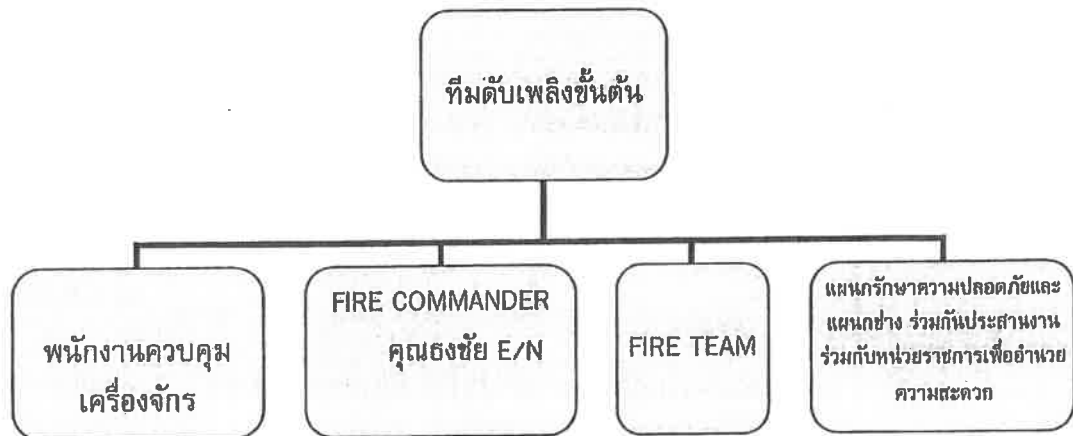 ทีมดับเพลิงขั้นต้น
พนักงานควบคุม
เครื่องจักร
FIRE COMMANDER
คุณธงชัย E/N
FIRE TEAM
แผนกรักษาความปลอดภัยและ
แผนกช่าง ร่วมกันประสานงาน
ร่วมกับหน่วยราชการเพื่ออำนวย
ความสะดวก